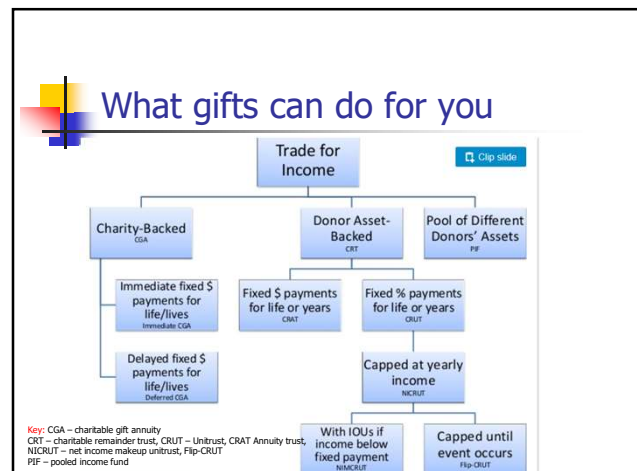 What gifts can do for you
Trade for
Income
Clip slide
Charity-Backed
CGA
Donor Asset-
Backed
CRT
Pool of Different
Donors' Assets
PIF
Immediate fixed $
payments for
life/lives
Immediate CGA
Fixed $ payments
for life or years
CRAT
Fixed % payments
for life or years
CRUT
Delayed fixed $
payments for
life/lives
Deferred CGA
Capped at yearly
income
NICRUT
With IOUs if
income below
fixed payment
NIMCRUT
Capped until
event occurs
Flip-CRUT
Key: CGA – charitable gift annuity
CRT – charitable remainder trust, CRUT – Unitrust, CRAT Annuity trust,
NICRUT – net income makeup unitrust, Flip-CRUT
PIF – pooled income fund